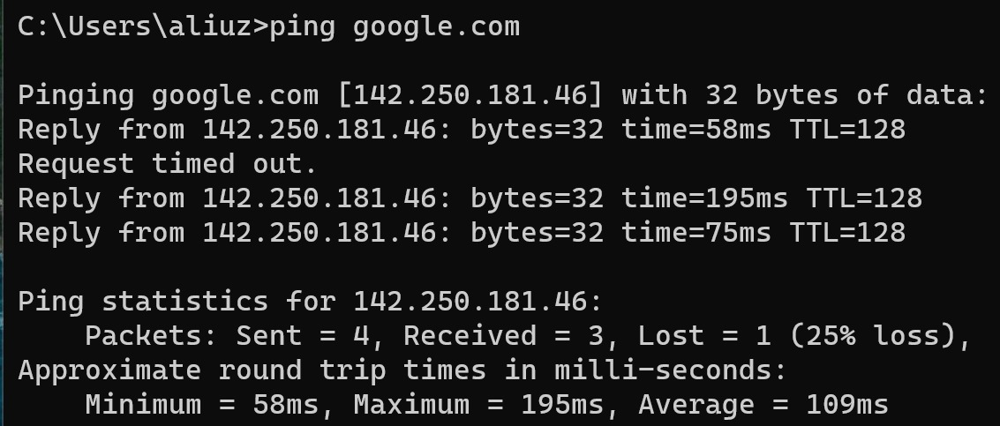 C:\Users\aliuz>ping google.com
Pinging google.com [142.250.181.46] with 32 bytes of data:
Reply from 142.250.181.46: bytes=32 time=58ms TTL=128
Request timed out.
Reply from 142.250.181.46: bytes=32 time=195ms TTL=128
Reply from 142.250.181.46: bytes=32 time=75ms TTL=128
Ping statistics for 142.250.181.46:
    Packets: Sent = 4, Received = 3, Lost = 1 (25% loss),
Approximate round trip times in milli-seconds:
    Minimum = 58ms, Maximum = 195ms, Average = 109ms